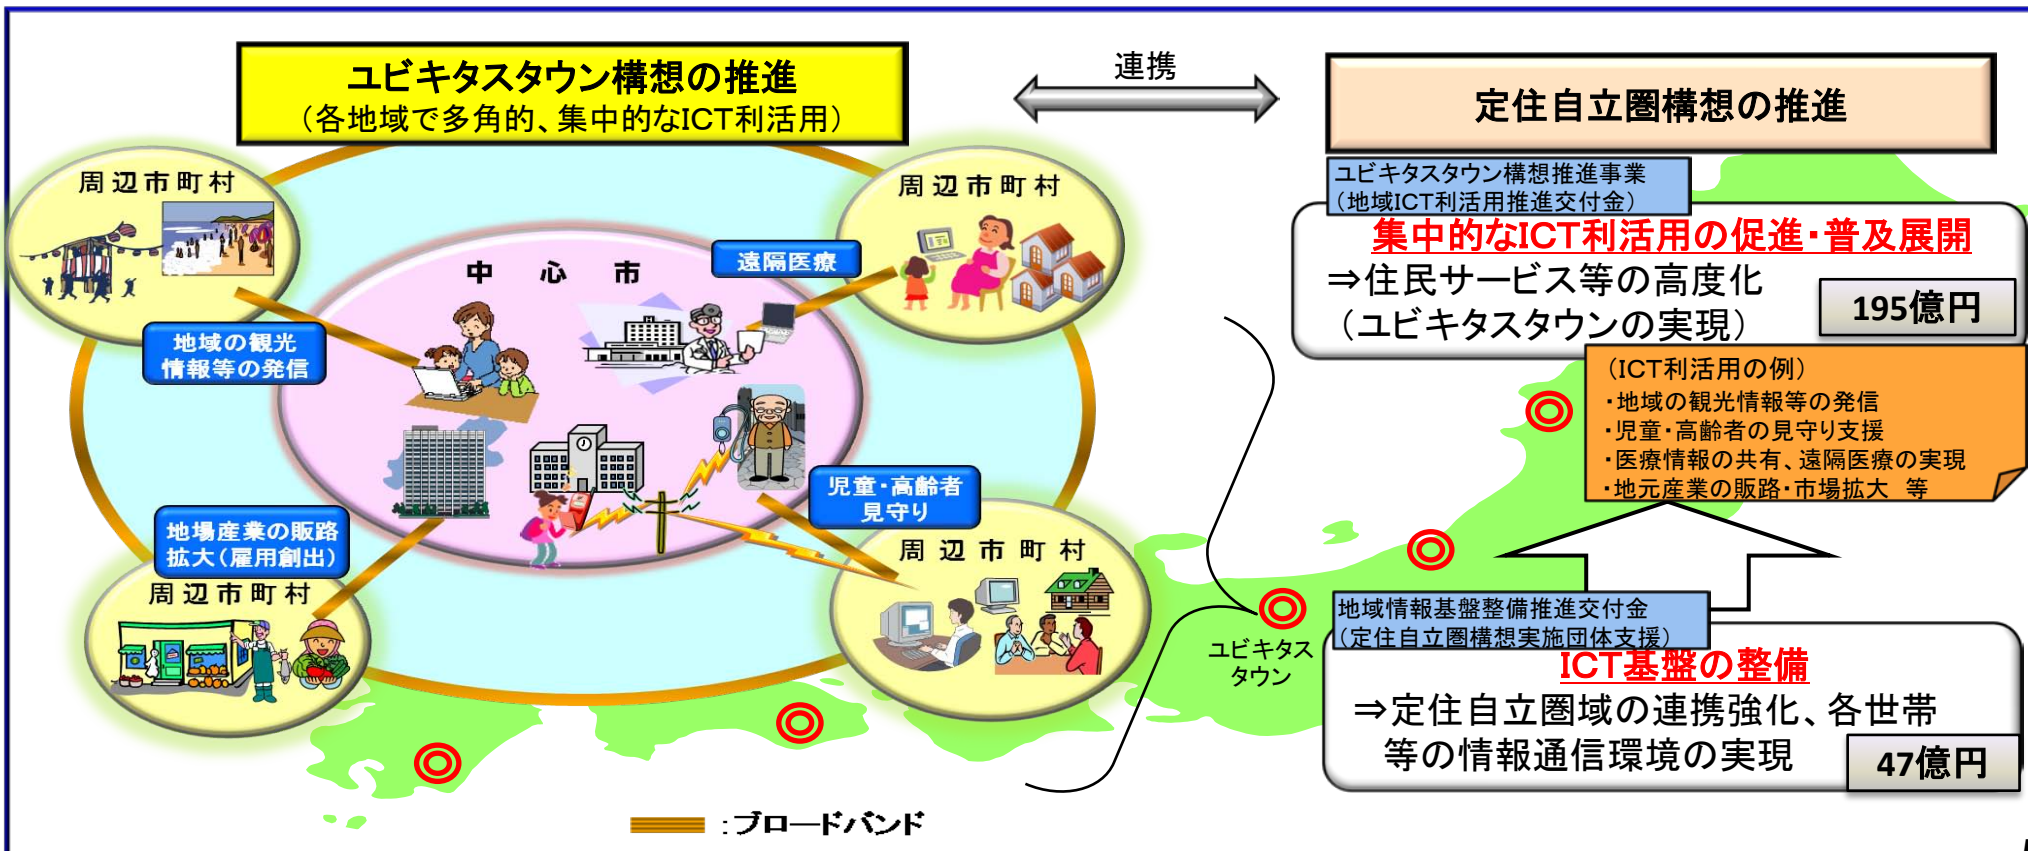 ユビキタスタウン構想の推進
（各地域で多角的、集中的なICT利活用）
連携
定住自立圏構想の推進
周辺市町村
周辺市町村
中心市
遠隔医療
地域の観光
情報等の発信
児童・高齢者
見守り
地場産業の販路
拡大（雇用創出）
周辺市町村
周辺市町村
：ブロードバンド
ユビキタス
タウン
ユビキタスタウン構想推進事業
（地域ICT利活用推進交付金）
集中的なICT利活用の促進・普及展開
⇒住民サービス等の高度化
（ユビキタスタウンの実現）
195億円
（ICT利活用の例）
・地域の観光情報等の発信
・児童・高齢者の見守り支援
・医療情報の共有、遠隔医療の実現
・地元産業の販路・市場拡大 等
地域情報基盤整備推進交付金
（定住自立圏構想実施団体支援）
ICT基盤の整備
⇒定住自立圏域の連携強化、各世帯
等の情報通信環境の実現
47億円